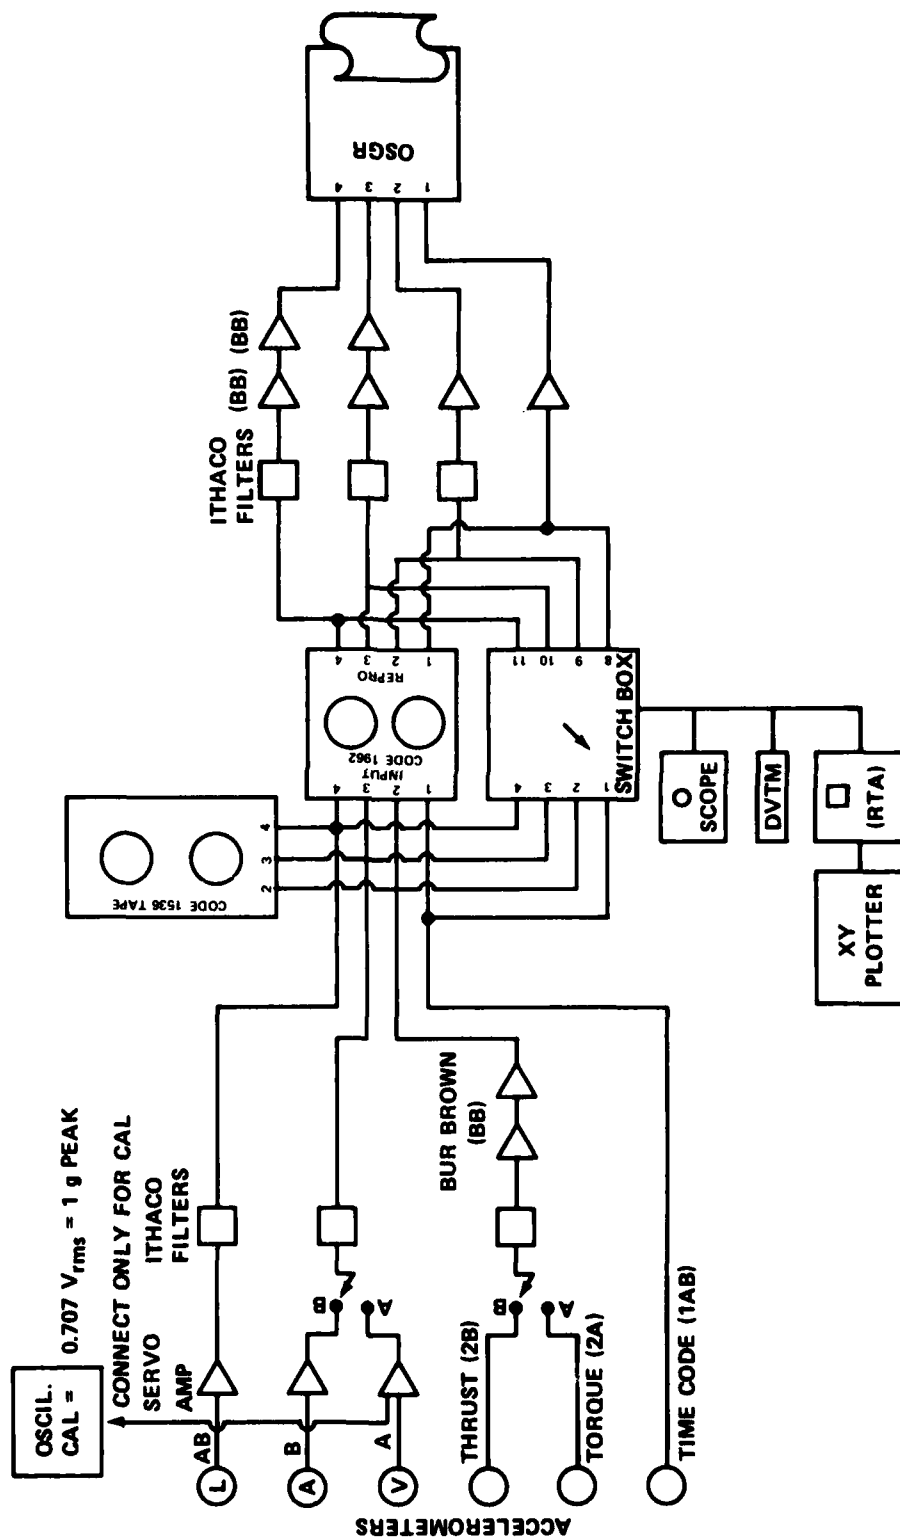 OSCIL.
CAL =
0.707 Vrms = 1 g PEAK
CONNECT ONLY FOR CAL
SERVO
AMP
ITHACO
FILTERS
ACCELEROMETERS
L
AB
A
B
V
A
B
A
THRUST (2B)
TORQUE (2A)
B
A
TIME CODE (1AB)
BUR BROWN
(BB)
CODE 1536 TAPE
2
3
4
INPUT
CODE 1962
REPRO
4
3
2
1
4
3
2
1
SWITCH BOX
4
3
2
1
11
10
9
8
SCOPE
DVTM
(RTA)
XY
PLOTTER
ITHACO
FILTERS
(BB)
(BB)
OSGR
4
3
2
1